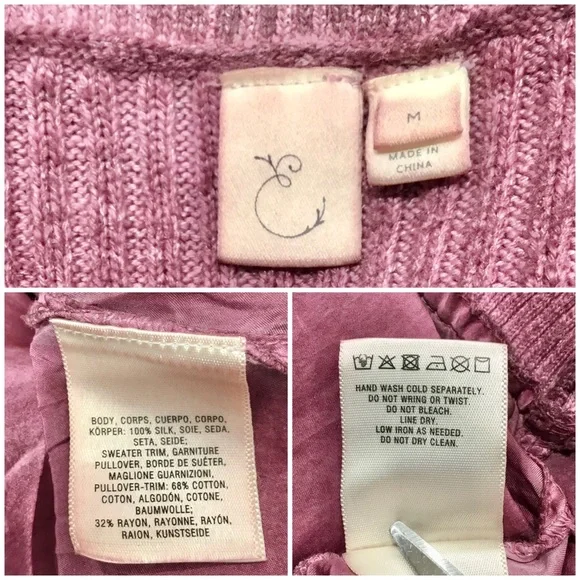 M
MADE IN
CHINA
BODY, CORPS, CUERPO, CORPO,
KÖRPER: 100% SILK, SOIE, SEDA,
SETA, SEIDE;
SWEATER TRIM, GARNITURE
PULLOVER, BORDE DE SUÉTER,
MAGLIONE GUARNIZIONI,
PULLOVER-TRIM: 68% COTTON,
COTON, ALGODÓN, COTONE,
BAUMWOLLE;
32% RAYON, RAYONNE, RAYÓN,
RAION, KUNSTSEIDE
HAND WASH COLD SEPARATELY.
DO NOT WRING OR TWIST.
DO NOT BLEACH.
LINE DRY.
LOW IRON AS NEEDED.
DO NOT DRY CLEAN.